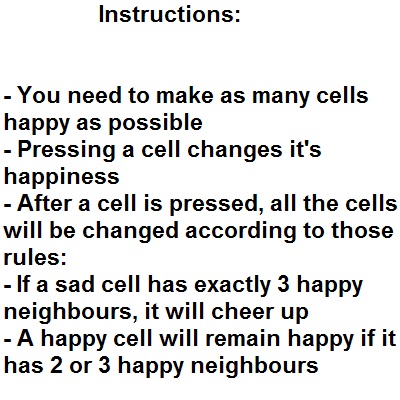 Instructions:
- You need to make as many cells
happy as possible
- Pressing a cell changes it's
happiness
- After a cell is pressed, all the cells
will be changed according to those
rules:
- If a sad cell has exactly 3 happy
neighbours, it will cheer up
- A happy cell will remain happy if it
has 2 or 3 happy neighbours